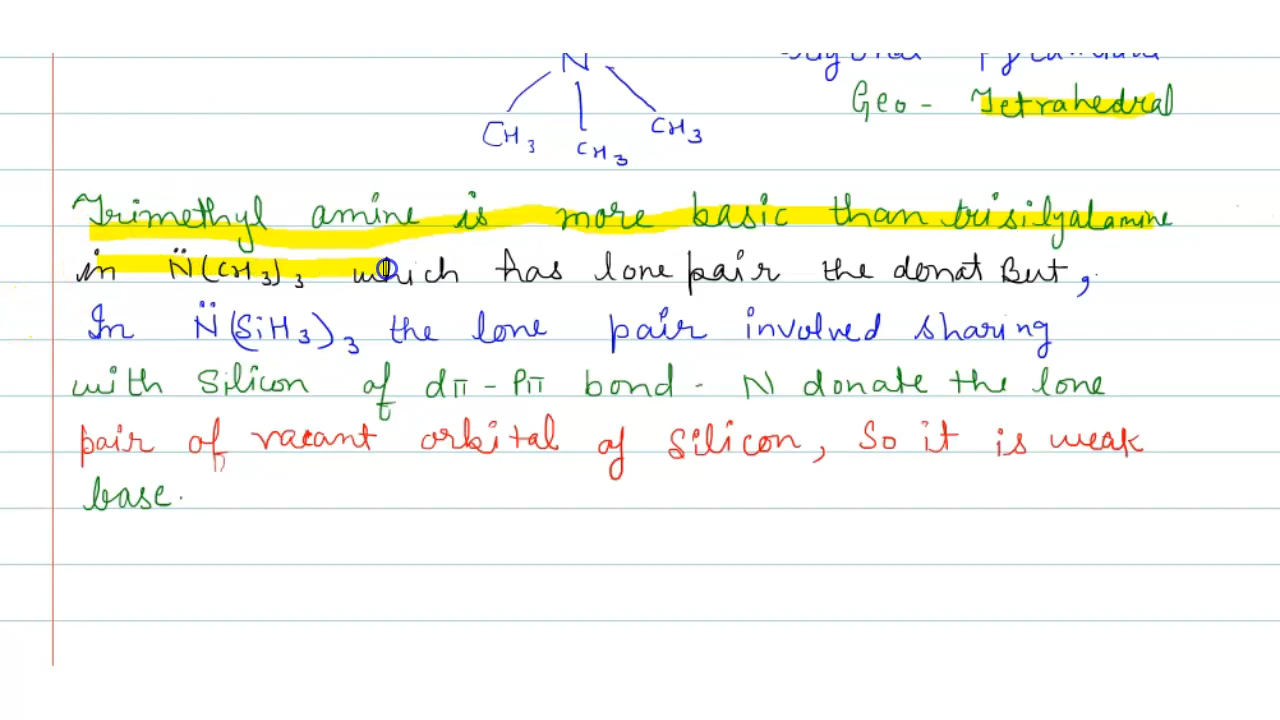 N
Geo - Tetrahedral
CH3 CH3 CH3
Trimethyl amine is more basic than trisilyalamine
in N̈(CH3)3 which has lone pair the donat But,
In N̈(SiH3)3 the lone pair involved sharing
with Silicon of dπ - Pπ bond - N donate the lone
pair of vacant orbital of Silicon, So it is weak
base.